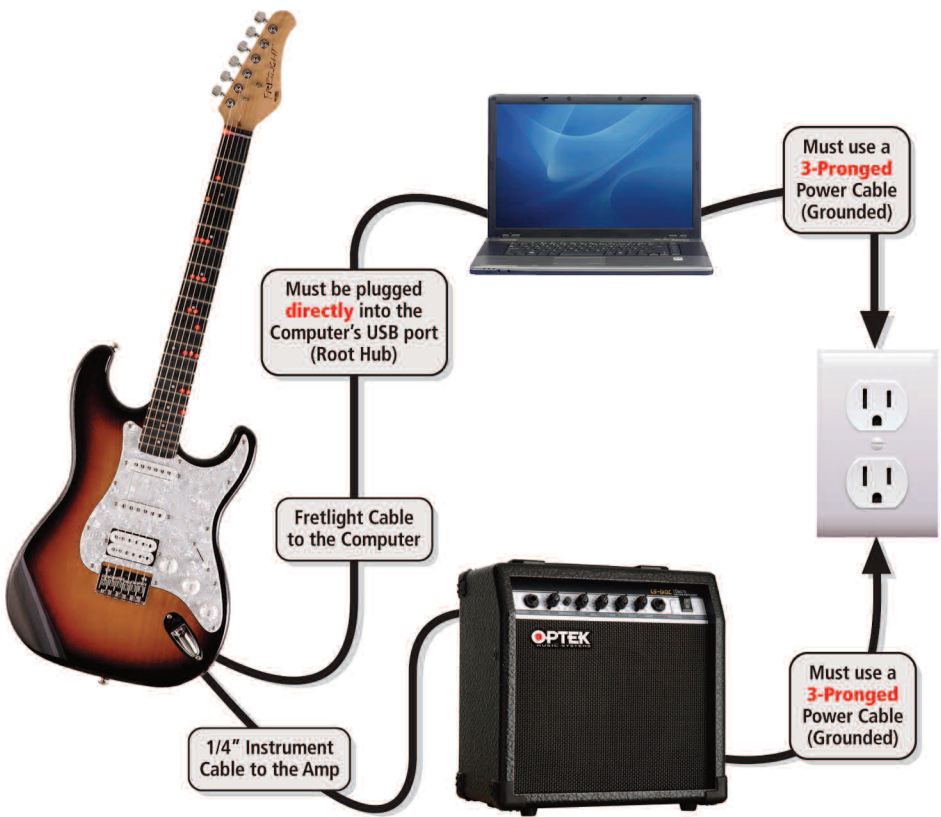 FRETLIGHT
Must use a
3-Pronged
Power Cable
(Grounded)
Must be plugged
directly into the
Computer's USB port
(Root Hub)
Fretlight Cable
to the Computer
OPTEK
MUSIC SYSTEMS
1/4” Instrument
Cable to the Amp
Must use a
3-Pronged
Power Cable
(Grounded)